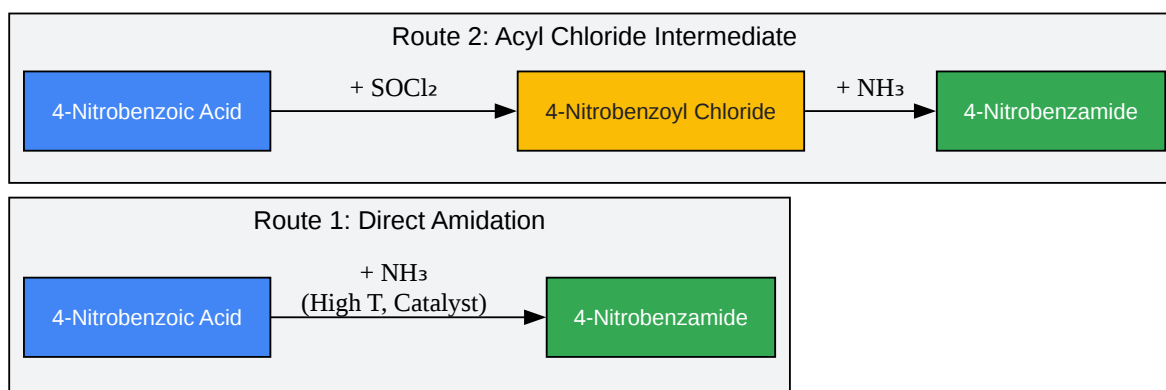 Route 2: Acyl Chloride Intermediate
4-Nitrobenzoic Acid
+ SOCl₂
4-Nitrobenzoyl Chloride
+ NH₃
4-Nitrobenzamide
Route 1: Direct Amidation
4-Nitrobenzoic Acid
+ NH₃
(High T, Catalyst)
4-Nitrobenzamide